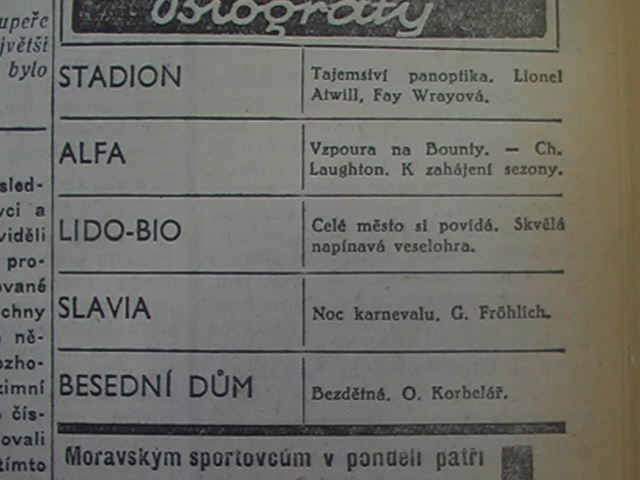 Biografy
upeře
jvětší
bylo
sled-
vci a
viděli
pro-
ované
chny
ně-
ozho-
zimní
čís-
ovali
tímto
STADION
Tajemství panoptika. Lionel
Atwill, Fay Wrayová.
ALFA
Vzpoura na Bounty. — Ch.
Laughton. K zahájení sezony.
LIDO-BIO
Celé město si povídá. Skvělá
napínavá veselohra.
SLAVIA
Noc karnevalu. G. Fröhlich.
BESEDNÍ DŮM
Bezdětná. O. Korbelář.
Moravským sportovcům v pondělí patří